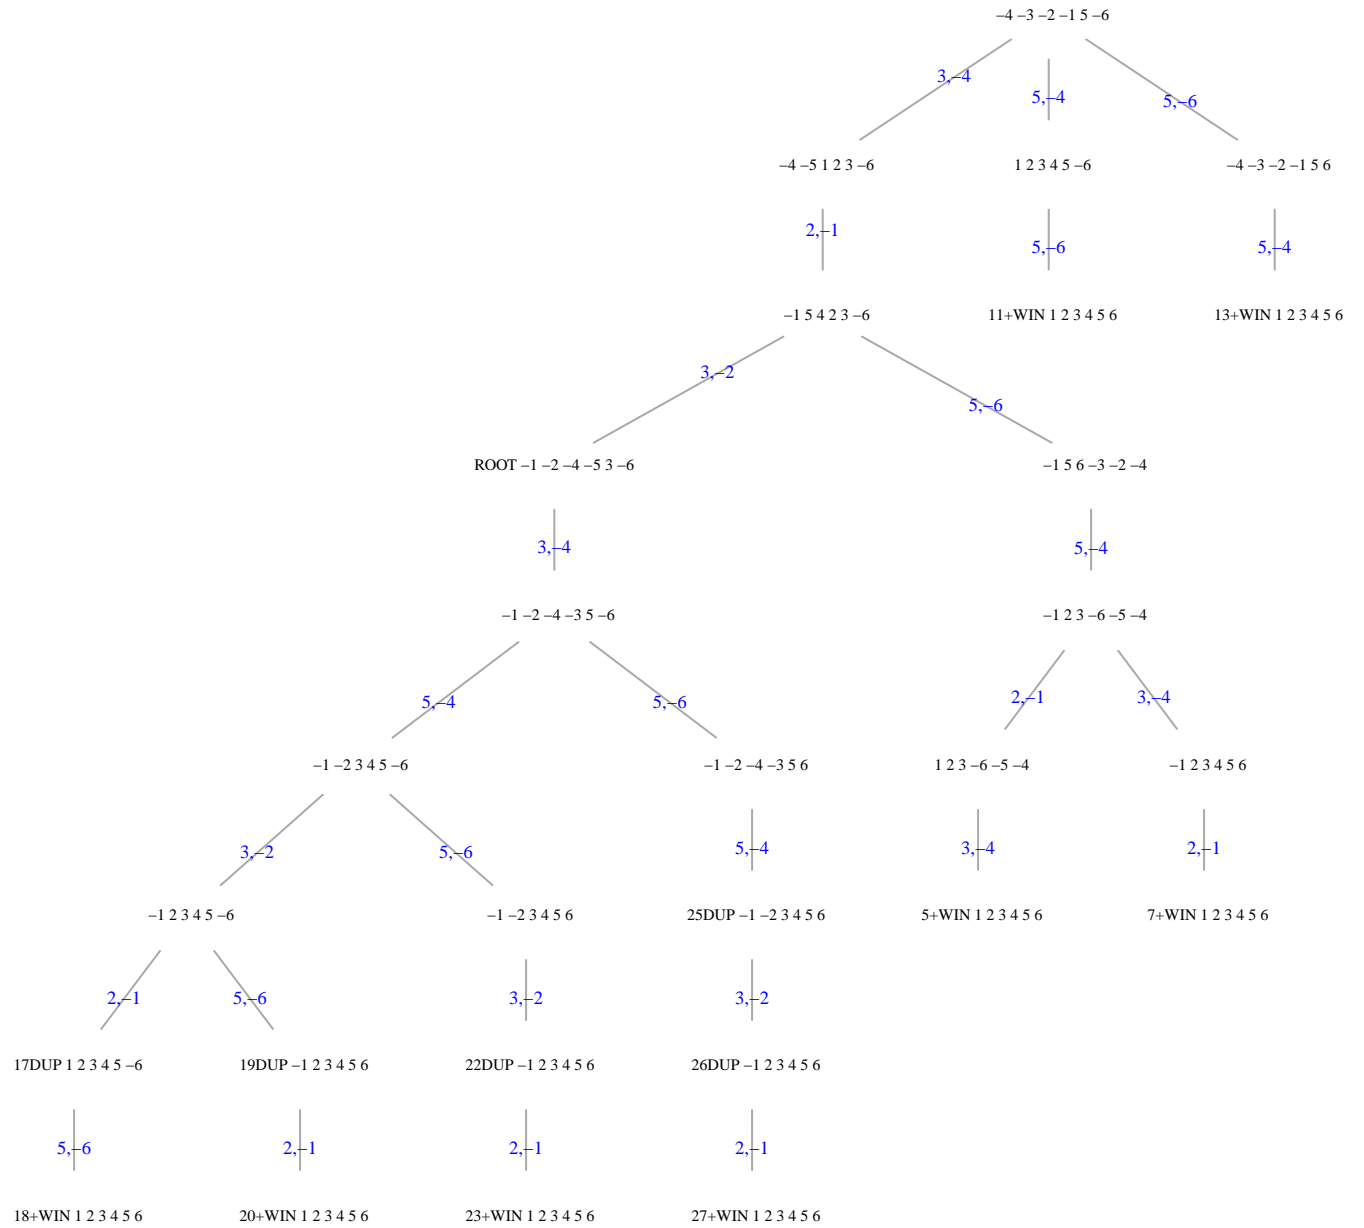 −4 −3 −2 −1 5 −6
3,−4
5,−4
5,−6
−4 −5 1 2 3 −6
1 2 3 4 5 −6
−4 −3 −2 −1 5 6
2,−1
5,−6
5,−4
−1 5 4 2 3 −6
11+WIN 1 2 3 4 5 6
13+WIN 1 2 3 4 5 6
3,−2
5,−6
ROOT −1 −2 −4 −5 3 −6
−1 5 6 −3 −2 −4
3,−4
5,−4
−1 −2 −4 −3 5 −6
−1 2 3 −6 −5 −4
5,−4
5,−6
2,−1
3,−4
−1 −2 3 4 5 −6
−1 −2 −4 −3 5 6
1 2 3 −6 −5 −4
−1 2 3 4 5 6
3,−2
5,−6
5,−4
3,−4
2,−1
−1 2 3 4 5 −6
−1 −2 3 4 5 6
25DUP −1 −2 3 4 5 6
5+WIN 1 2 3 4 5 6
7+WIN 1 2 3 4 5 6
2,−1
5,−6
3,−2
3,−2
17DUP 1 2 3 4 5 −6
19DUP −1 2 3 4 5 6
22DUP −1 2 3 4 5 6
26DUP −1 2 3 4 5 6
5,−6
2,−1
2,−1
2,−1
18+WIN 1 2 3 4 5 6
20+WIN 1 2 3 4 5 6
23+WIN 1 2 3 4 5 6
27+WIN 1 2 3 4 5 6